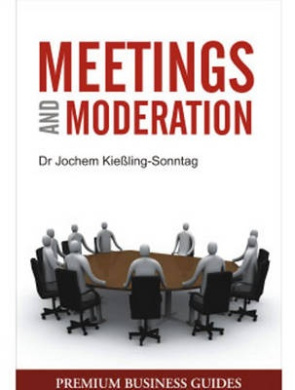 MEETINGS
AND MODERATION
Dr Jochem Kießling-Sonntag
PREMIUM BUSINESS GUIDES